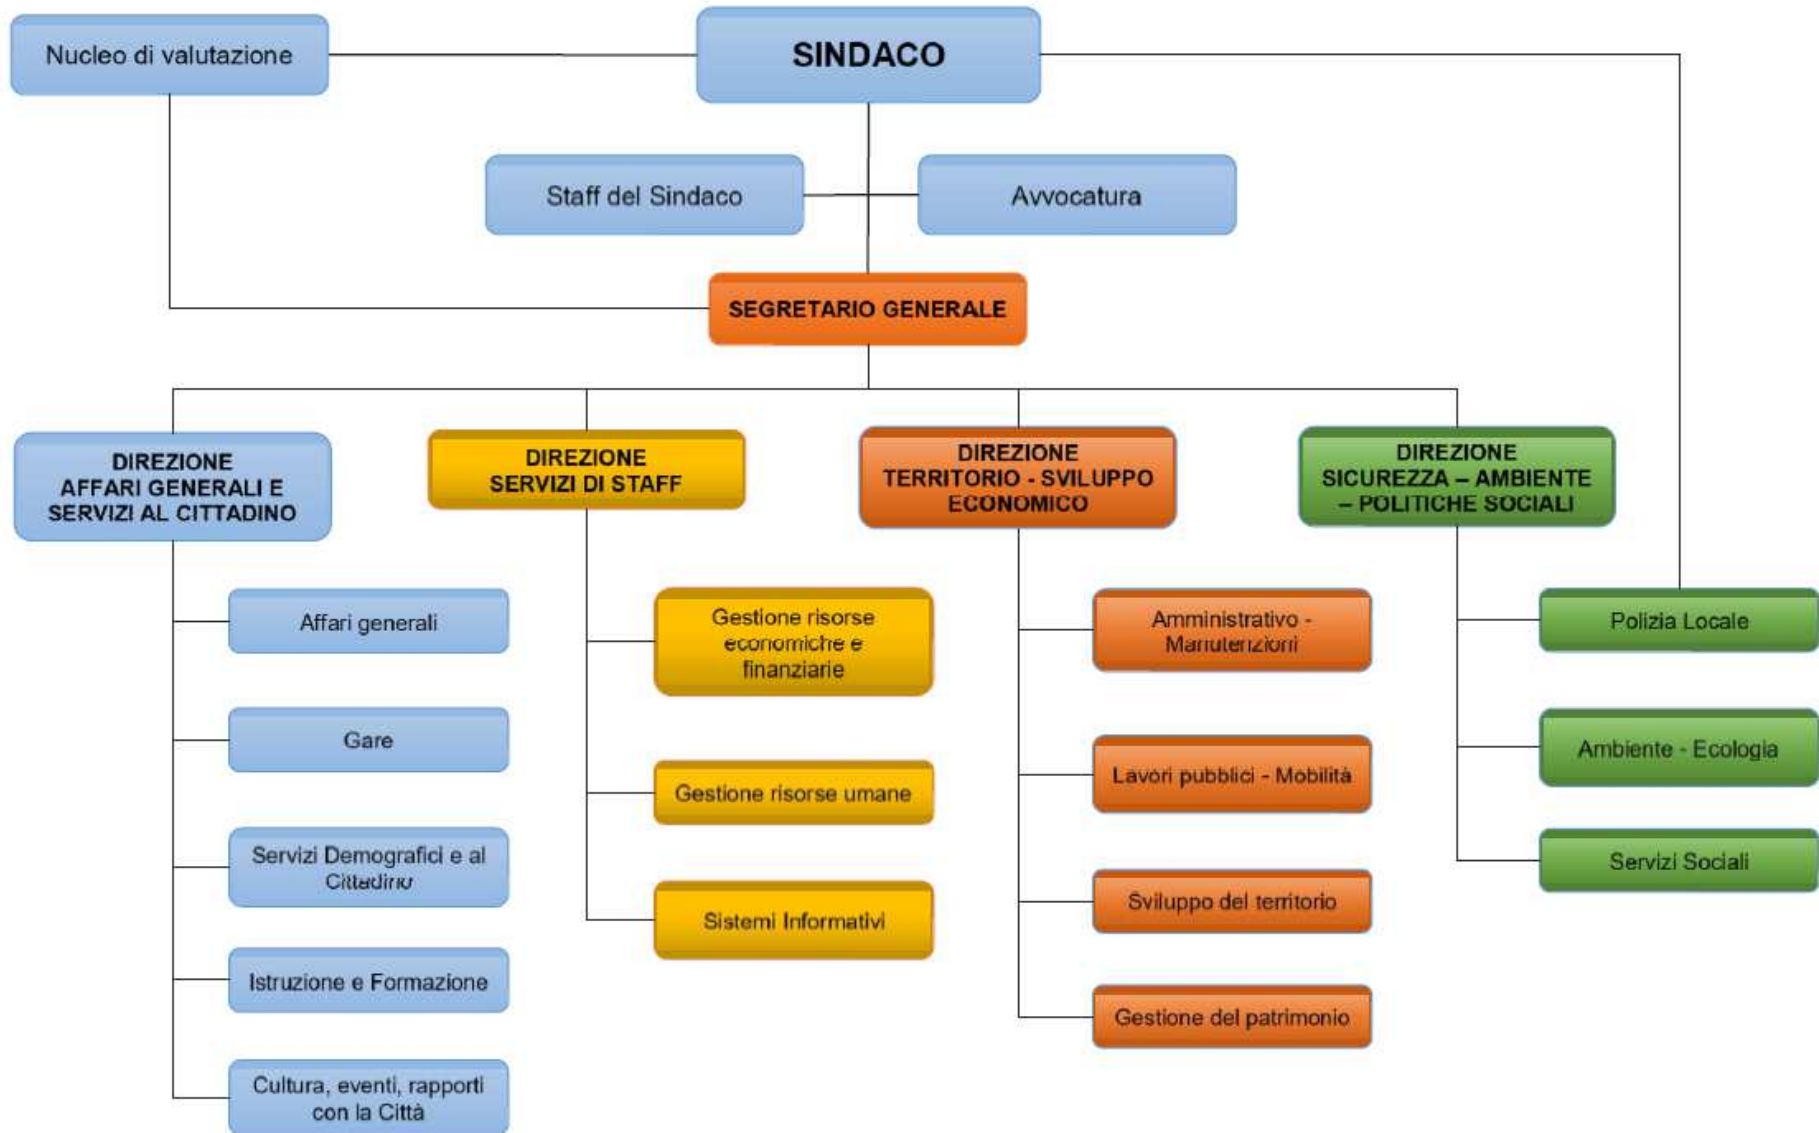 Nucleo di valutazione
SINDACO
Staff del Sindaco
Avvocatura
SEGRETARIO GENERALE
DIREZIONE
AFFARI GENERALI E
SERVIZI AL CITTADINO
DIREZIONE
SERVIZI DI STAFF
DIREZIONE
TERRITORIO - SVILUPPO
ECONOMICO
DIREZIONE
SICUREZZA – AMBIENTE
– POLITICHE SOCIALI
Affari generali
Gare
Servizi Demografici e al
Cittadino
Istruzione e Formazione
Cultura, eventi, rapporti
con la Città
Gestione risorse
economiche e
finanziarie
Gestione risorse umane
Sistemi Informativi
Amministrativo -
Manutenzioni
Lavori pubblici - Mobilità
Sviluppo del territorio
Gestione del patrimonio
Polizia Locale
Ambiente - Ecologia
Servizi Sociali